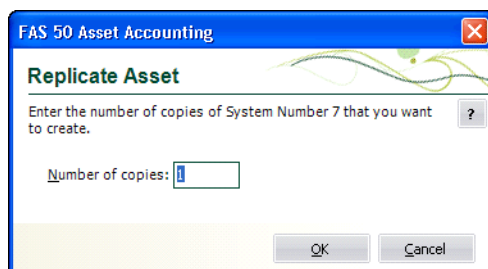 FAS 50 Asset Accounting
Replicate Asset
Enter the number of copies of System Number 7 that you want
to create.
?
Number of copies: 1
OK
Cancel